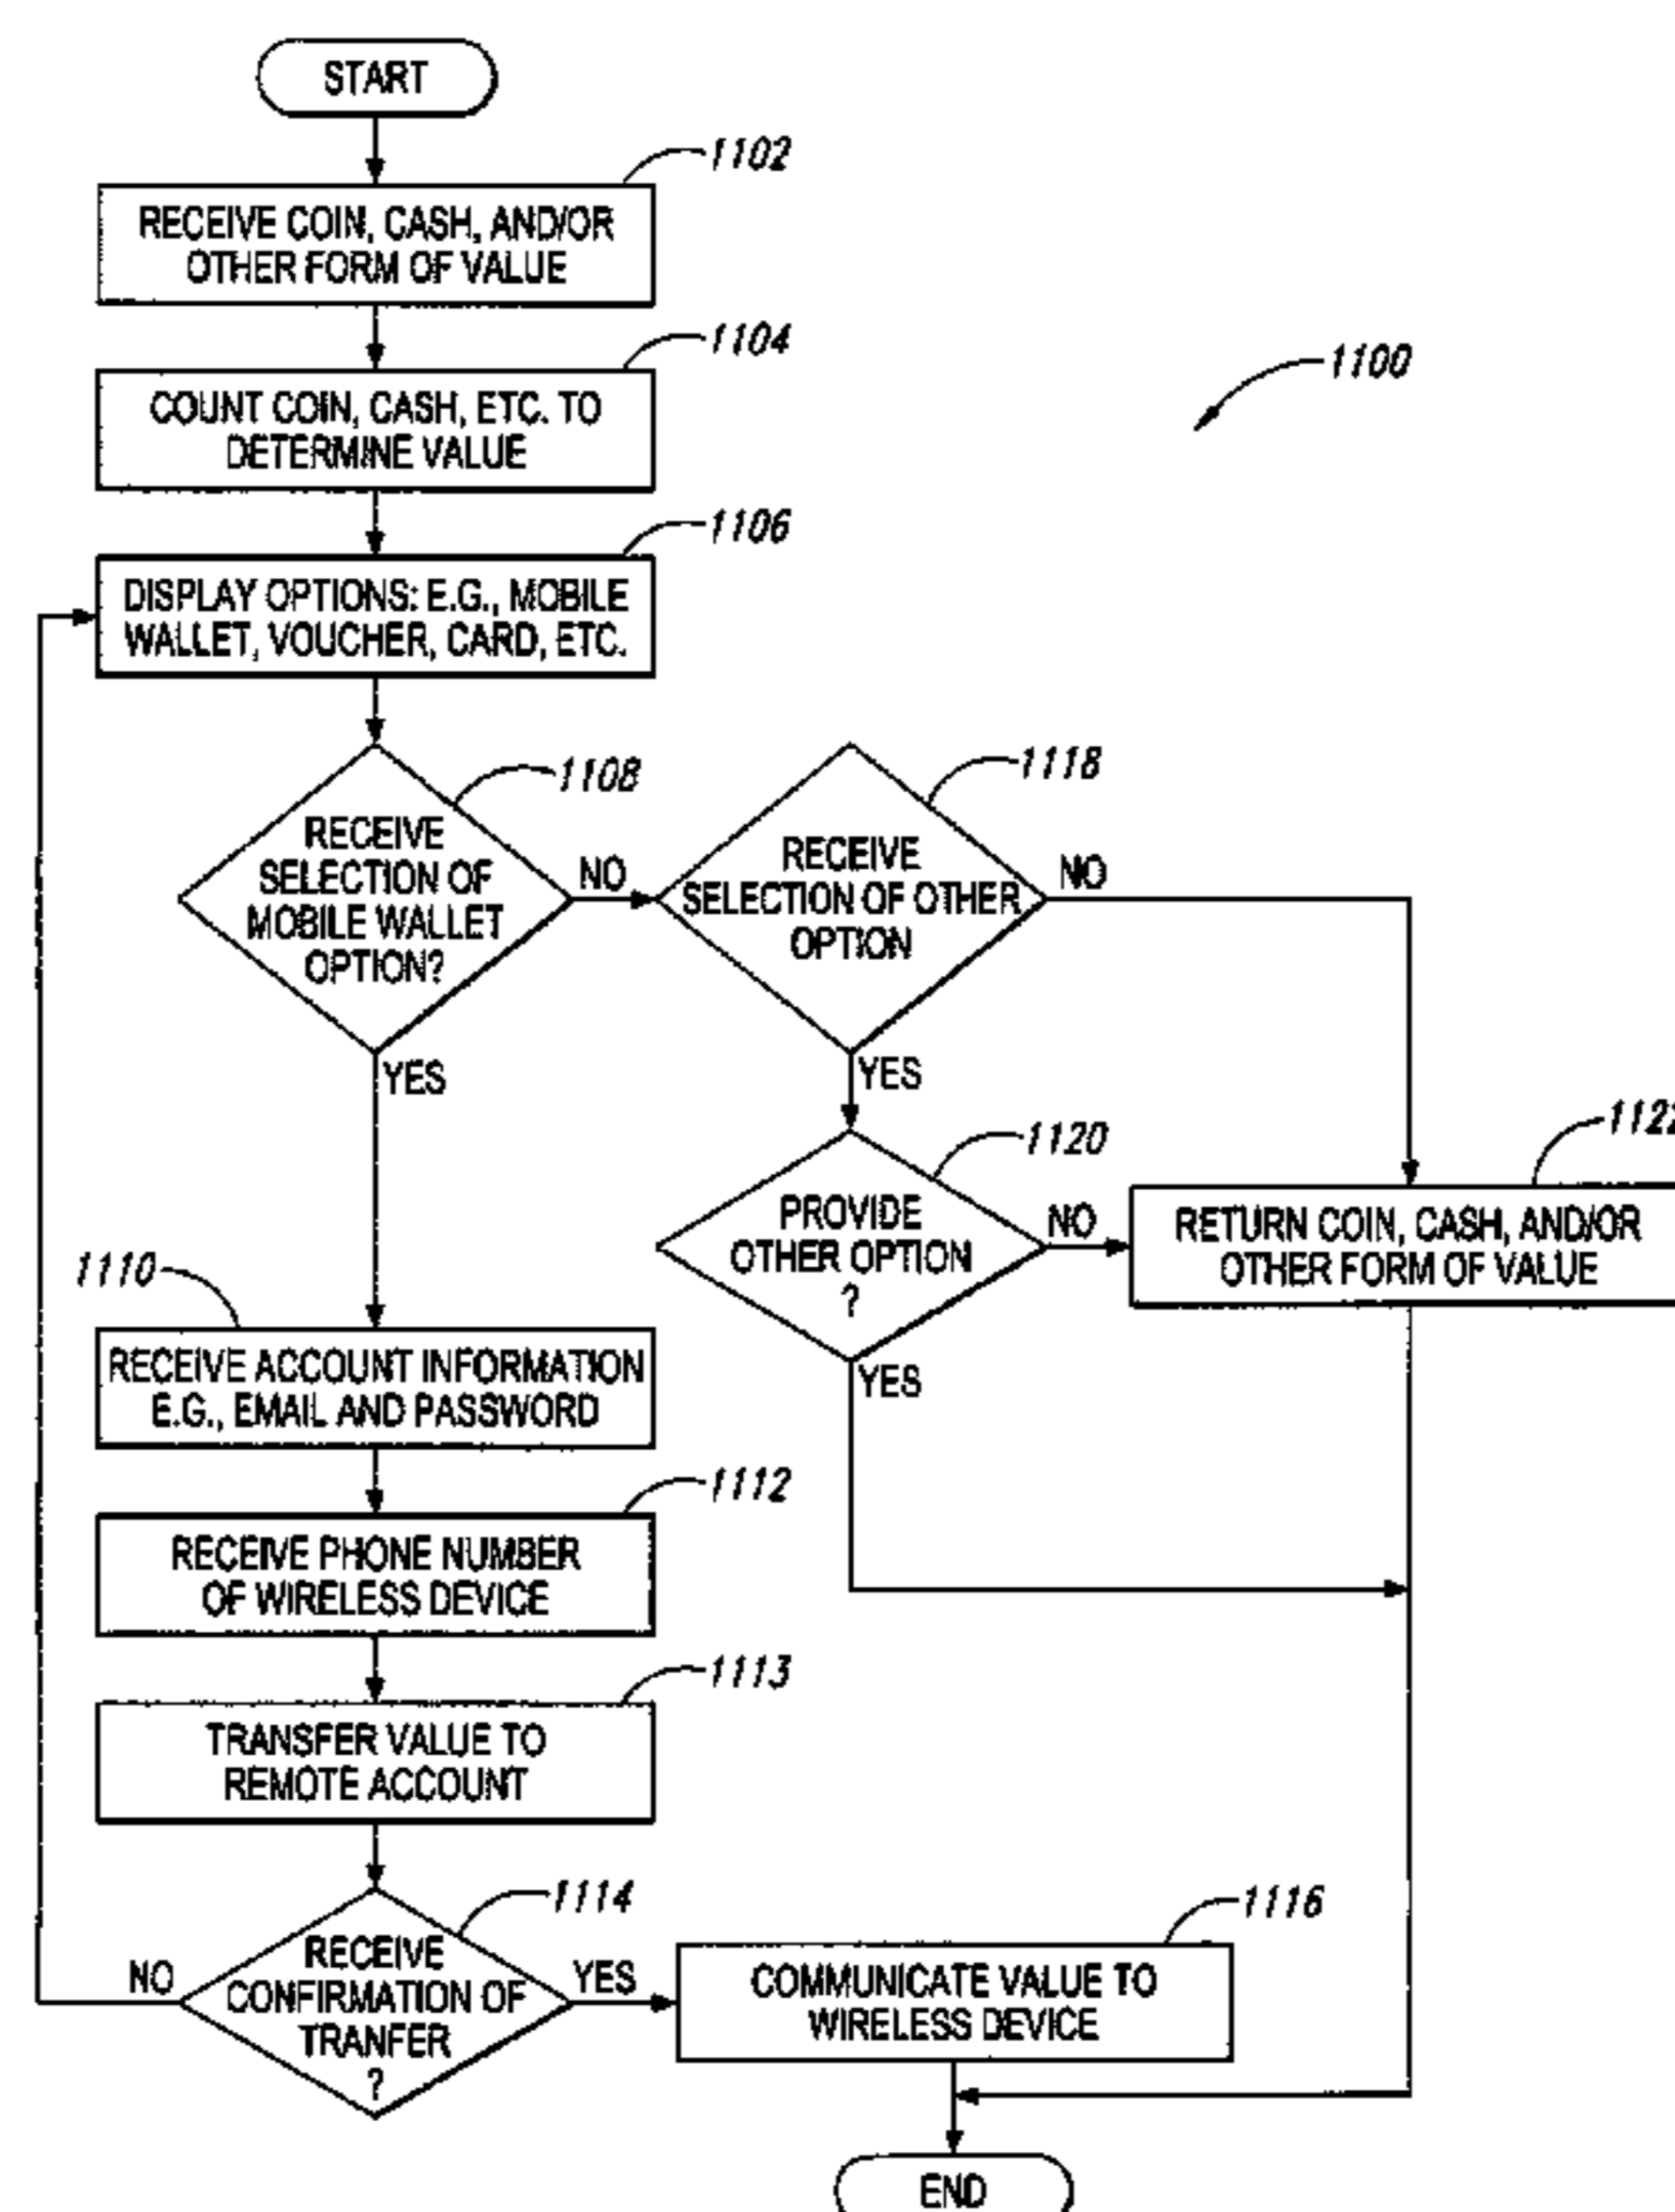 START
1102
RECEIVE COIN, CASH, AND/OR
OTHER FORM OF VALUE
1104
COUNT COIN, CASH, ETC. TO
DETERMINE VALUE
1100
1106
DISPLAY OPTIONS: E.G., MOBILE
WALLET, VOUCHER, CARD, ETC.
1108
RECEIVE
SELECTION OF
MOBILE WALLET
OPTION?
NO
YES
1118
RECEIVE
SELECTION OF OTHER
OPTION
NO
YES
1120
PROVIDE
OTHER OPTION
?
NO
YES
1122
RETURN COIN, CASH, AND/OR
OTHER FORM OF VALUE
1110
RECEIVE ACCOUNT INFORMATION
E.G., EMAIL AND PASSWORD
1112
RECEIVE PHONE NUMBER
OF WIRELESS DEVICE
1113
TRANSFER VALUE TO
REMOTE ACCOUNT
1114
RECEIVE
CONFIRMATION OF
TRANFER
?
NO
YES
1116
COMMUNICATE VALUE TO
WIRELESS DEVICE
END